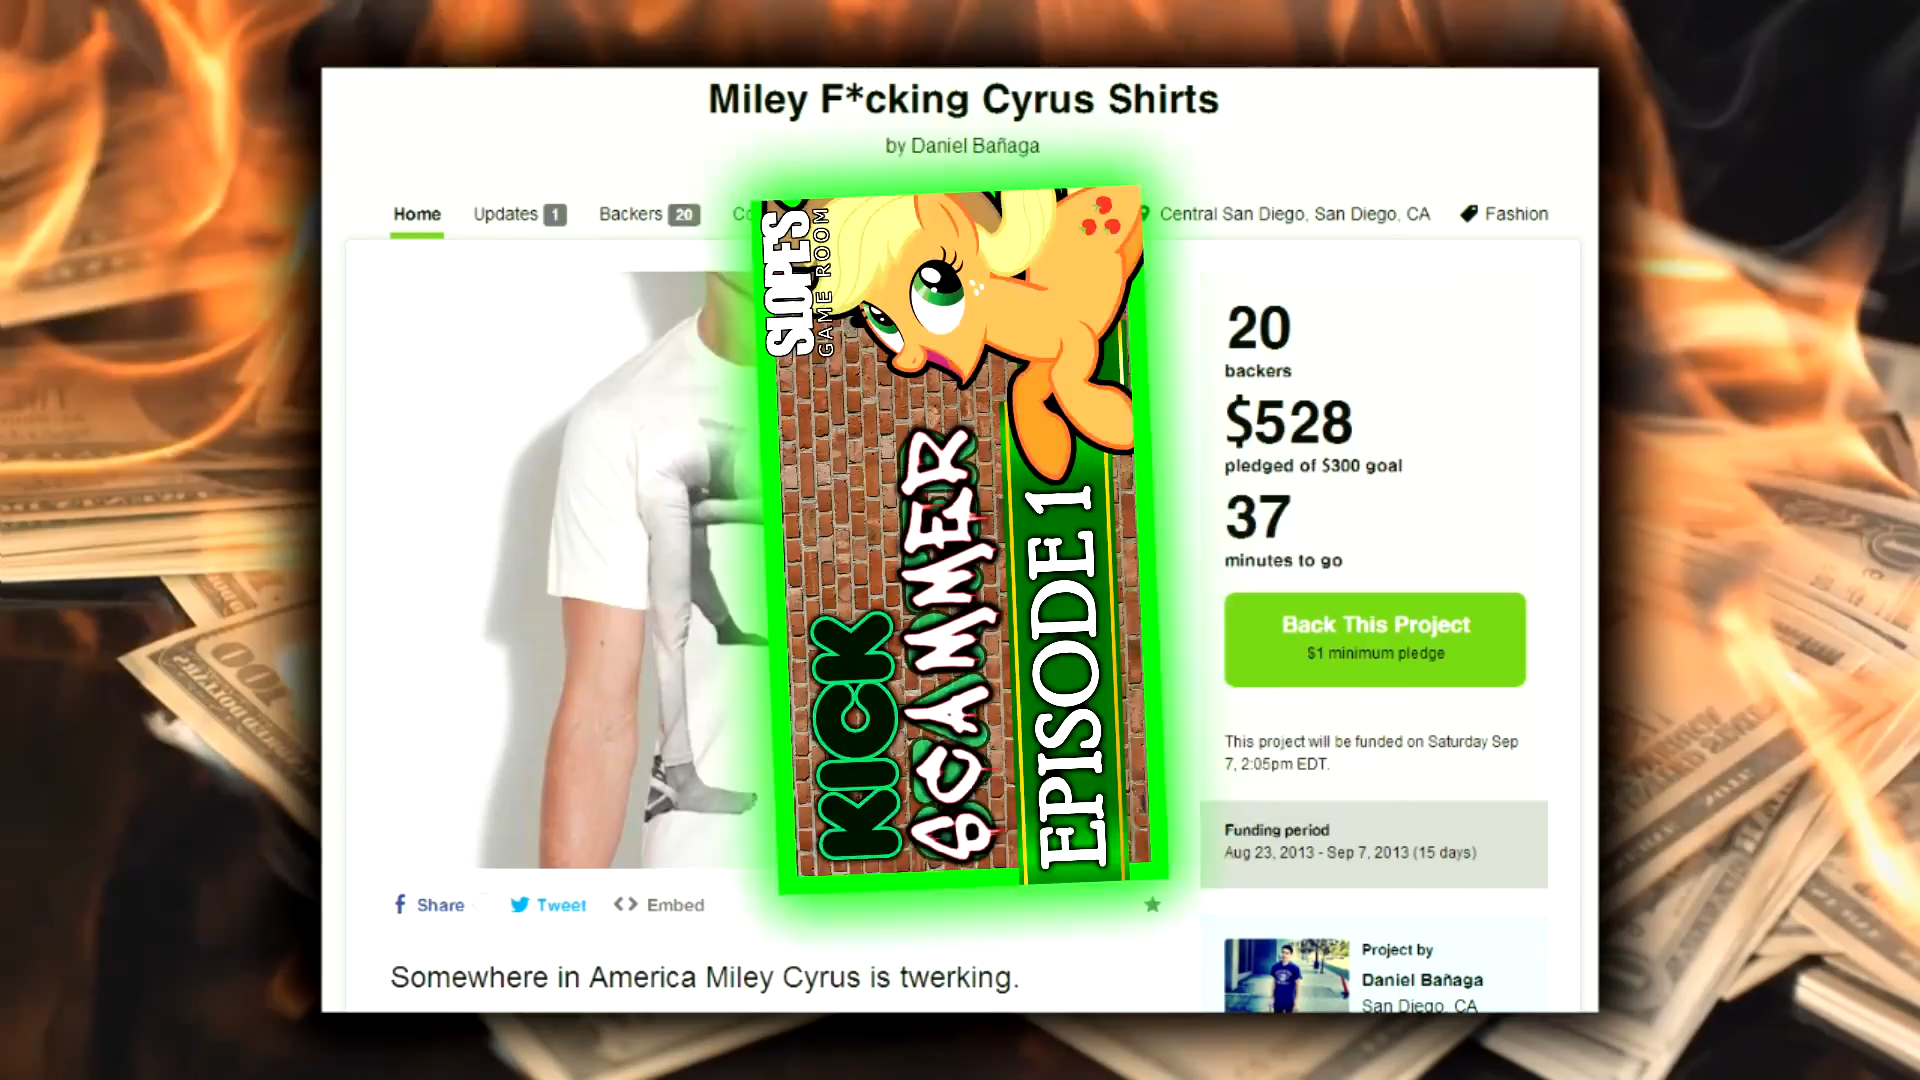 Miley F*cking Cyrus Shirts
by Daniel Bañaga
Home Updates 1 Backers 20 Co
Central San Diego, San Diego, CA Fashion
SLOPES
GAME ROOM
KICK
SCAMMER
EPISODE 1
20
backers
$528
pledged of $300 goal
37
minutes to go
Back This Project
$1 minimum pledge
This project will be funded on Saturday Sep
7, 2:05pm EDT.
Funding period
Aug 23, 2013 - Sep 7, 2013 (15 days)
Share Tweet Embed
Somewhere in America Miley Cyrus is twerking.
Project by
Daniel Bañaga
San Diego, CA
100